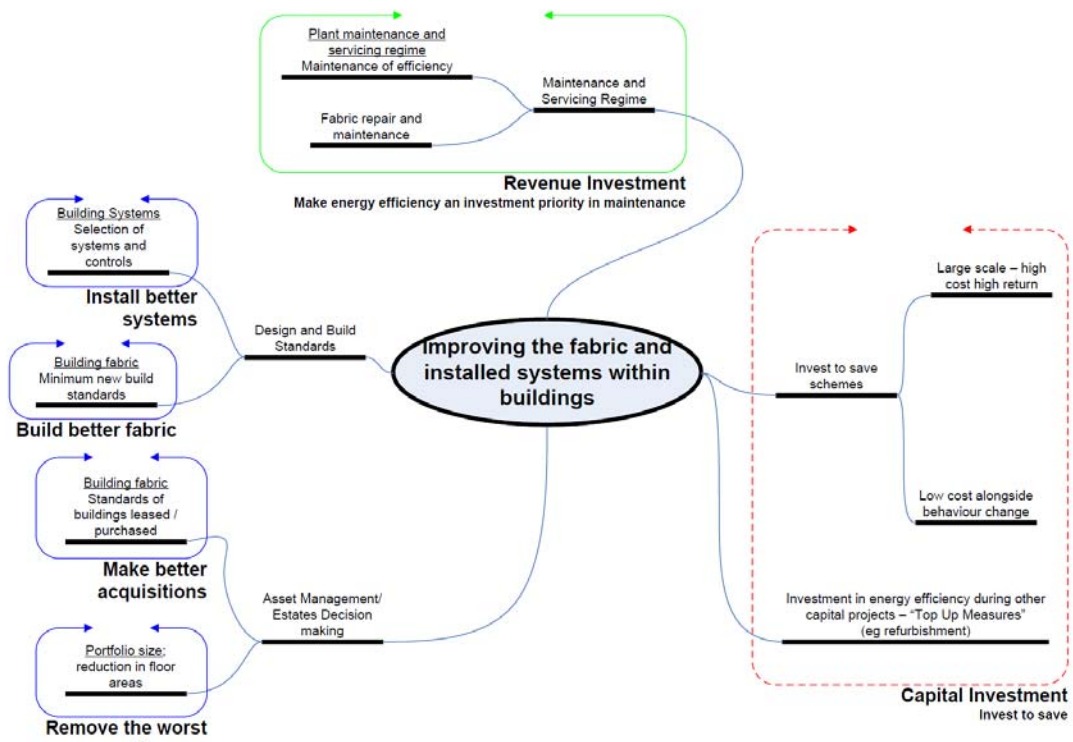 Plant maintenance and
servicing regime
Maintenance of efficiency
Maintenance and
Servicing Regime
Fabric repair and
maintenance
Revenue Investment
Make energy efficiency an investment priority in maintenance
Building Systems
Selection of
systems and
controls
Install better
systems
Design and Build
Standards
Building fabric
Minimum new build
standards
Build better fabric
Improving the fabric and
installed systems within
buildings
Building fabric
Standards of
buildings leased /
purchased
Make better
acquisitions
Asset Management/
Estates Decision
making
Portfolio size:
reduction in floor
areas
Remove the worst
Large scale – high
cost high return
Invest to save
schemes
Low cost alongside
behaviour change
Investment in energy efficiency during other
capital projects – “Top Up Measures”
(eg refurbishment)
Capital Investment
Invest to save